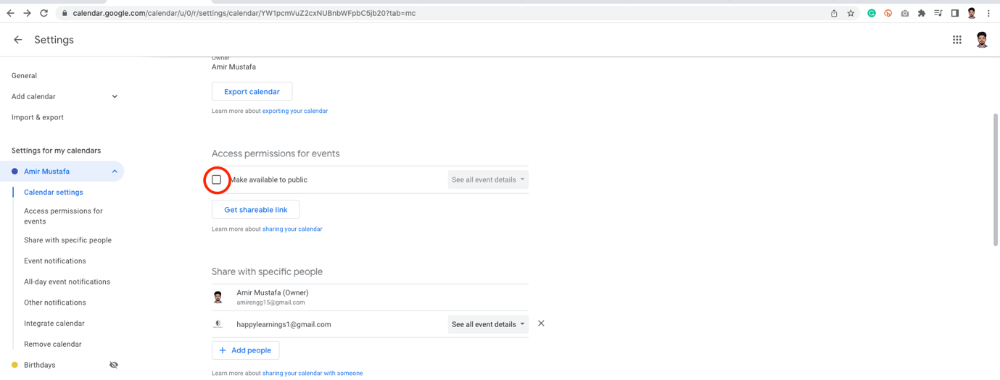 calendar.google.com/calendar/u/0/r/settings/calendar/YW1pcmVuZ2cxNUBnbWFpbC5jb20?tab=mc
Settings
General
Add calendar
Import & export
Settings for my calendars
Amir Mustafa
Calendar settings
Access permissions for
events
Share with specific people
Event notifications
All-day event notifications
Other notifications
Integrate calendar
Remove calendar
Birthdays
Owner
Amir Mustafa
Export calendar
Learn more about exporting your calendar
Access permissions for events
Make available to public
See all event details
Get shareable link
Learn more about sharing your calendar
Share with specific people
Amir Mustafa (Owner)
amirengg15@gmail.com
happylearnings1@gmail.com
See all event details
+ Add people
Learn more about sharing your calendar with someone